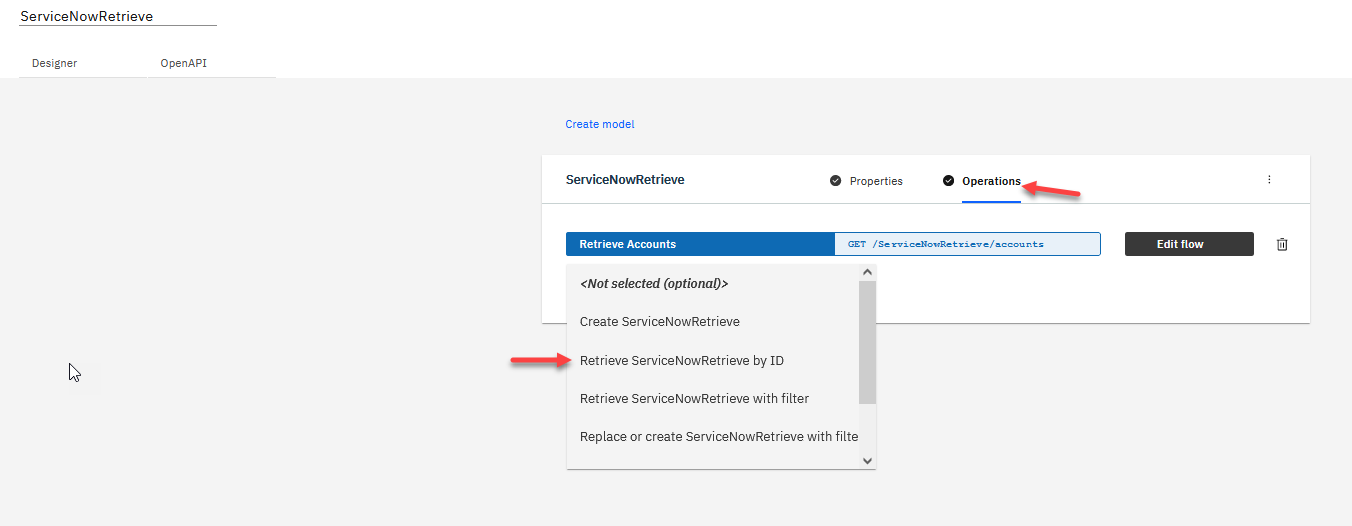 ServiceNowRetrieve
Designer OpenAPI
Create model
ServiceNowRetrieve Properties Operations
Retrieve Accounts GET /ServiceNowRetrieve/accounts Edit flow
<Not selected (optional)>
Create ServiceNowRetrieve
Retrieve ServiceNowRetrieve by ID
Retrieve ServiceNowRetrieve with filter
Replace or create ServiceNowRetrieve with filte